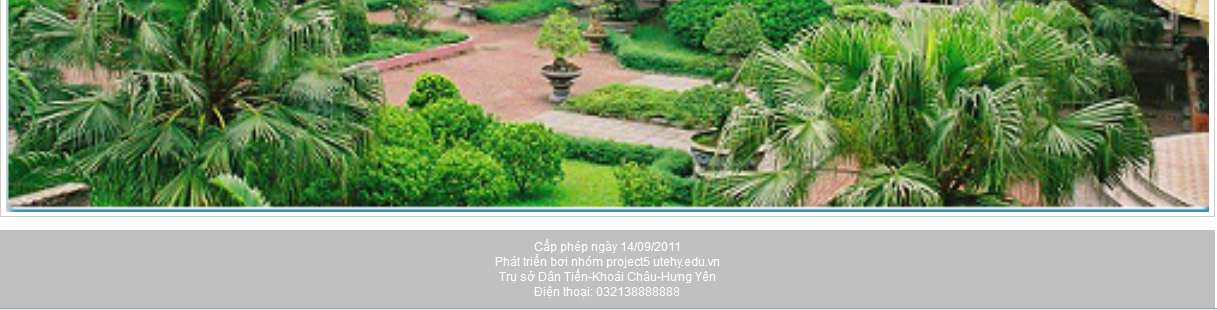 Cấp phép ngày 14/09/2011
Phát triển bơi nhóm project5 utehy.edu.vn
Trụ sở Dân Tiến-Khoái Châu-Hưng Yên
Điện thoại: 032138888888